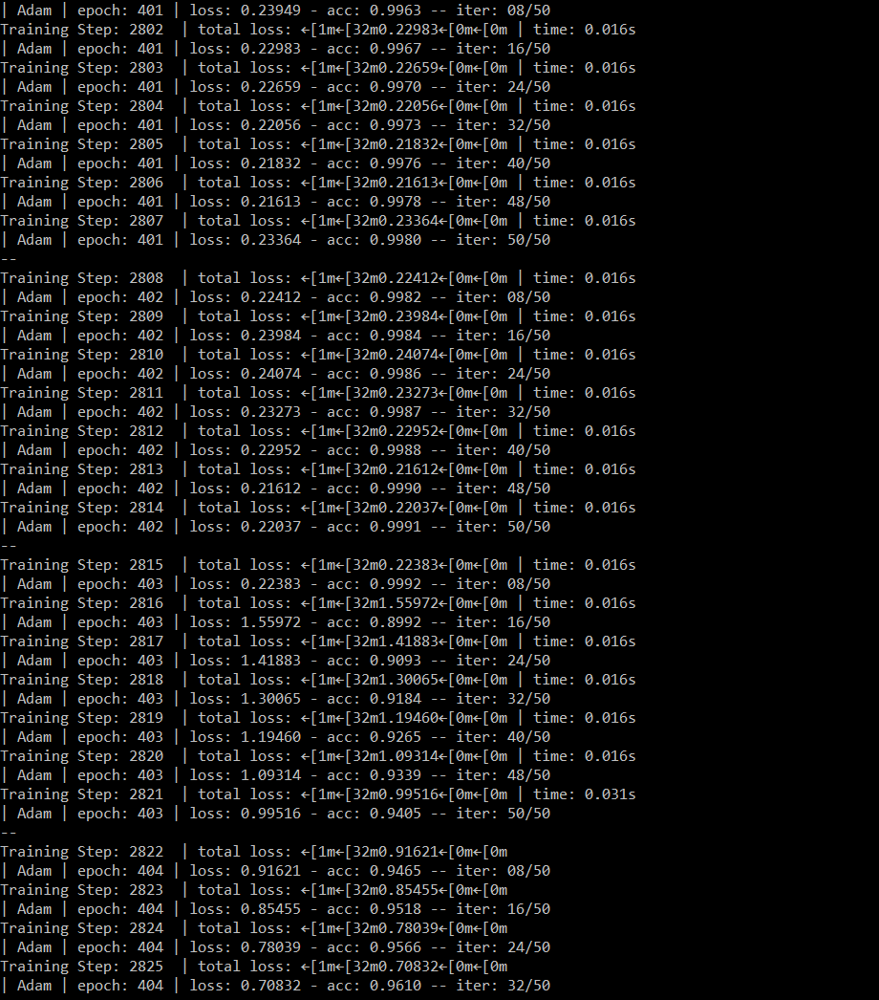 | Adam | epoch: 401 | loss: 0.23949 - acc: 0.9963 -- iter: 08/50
Training Step: 2802  | total loss: ←[1m←[32m0.22983←[0m←[0m | time: 0.016s
| Adam | epoch: 401 | loss: 0.22983 - acc: 0.9967 -- iter: 16/50
Training Step: 2803  | total loss: ←[1m←[32m0.22659←[0m←[0m | time: 0.016s
| Adam | epoch: 401 | loss: 0.22659 - acc: 0.9970 -- iter: 24/50
Training Step: 2804  | total loss: ←[1m←[32m0.22056←[0m←[0m | time: 0.016s
| Adam | epoch: 401 | loss: 0.22056 - acc: 0.9973 -- iter: 32/50
Training Step: 2805  | total loss: ←[1m←[32m0.21832←[0m←[0m | time: 0.016s
| Adam | epoch: 401 | loss: 0.21832 - acc: 0.9976 -- iter: 40/50
Training Step: 2806  | total loss: ←[1m←[32m0.21613←[0m←[0m | time: 0.016s
| Adam | epoch: 401 | loss: 0.21613 - acc: 0.9978 -- iter: 48/50
Training Step: 2807  | total loss: ←[1m←[32m0.23364←[0m←[0m | time: 0.016s
| Adam | epoch: 401 | loss: 0.23364 - acc: 0.9980 -- iter: 50/50
--
Training Step: 2808  | total loss: ←[1m←[32m0.22412←[0m←[0m | time: 0.016s
| Adam | epoch: 402 | loss: 0.22412 - acc: 0.9982 -- iter: 08/50
Training Step: 2809  | total loss: ←[1m←[32m0.23984←[0m←[0m | time: 0.016s
| Adam | epoch: 402 | loss: 0.23984 - acc: 0.9984 -- iter: 16/50
Training Step: 2810  | total loss: ←[1m←[32m0.24074←[0m←[0m | time: 0.016s
| Adam | epoch: 402 | loss: 0.24074 - acc: 0.9986 -- iter: 24/50
Training Step: 2811  | total loss: ←[1m←[32m0.23273←[0m←[0m | time: 0.016s
| Adam | epoch: 402 | loss: 0.23273 - acc: 0.9987 -- iter: 32/50
Training Step: 2812  | total loss: ←[1m←[32m0.22952←[0m←[0m | time: 0.016s
| Adam | epoch: 402 | loss: 0.22952 - acc: 0.9988 -- iter: 40/50
Training Step: 2813  | total loss: ←[1m←[32m0.21612←[0m←[0m | time: 0.016s
| Adam | epoch: 402 | loss: 0.21612 - acc: 0.9990 -- iter: 48/50
Training Step: 2814  | total loss: ←[1m←[32m0.22037←[0m←[0m | time: 0.016s
| Adam | epoch: 402 | loss: 0.22037 - acc: 0.9991 -- iter: 50/50
--
Training Step: 2815  | total loss: ←[1m←[32m0.22383←[0m←[0m | time: 0.016s
| Adam | epoch: 403 | loss: 0.22383 - acc: 0.9992 -- iter: 08/50
Training Step: 2816  | total loss: ←[1m←[32m1.55972←[0m←[0m | time: 0.016s
| Adam | epoch: 403 | loss: 1.55972 - acc: 0.8992 -- iter: 16/50
Training Step: 2817  | total loss: ←[1m←[32m1.41883←[0m←[0m | time: 0.016s
| Adam | epoch: 403 | loss: 1.41883 - acc: 0.9093 -- iter: 24/50
Training Step: 2818  | total loss: ←[1m←[32m1.30065←[0m←[0m | time: 0.016s
| Adam | epoch: 403 | loss: 1.30065 - acc: 0.9184 -- iter: 32/50
Training Step: 2819  | total loss: ←[1m←[32m1.19460←[0m←[0m | time: 0.016s
| Adam | epoch: 403 | loss: 1.19460 - acc: 0.9265 -- iter: 40/50
Training Step: 2820  | total loss: ←[1m←[32m1.09314←[0m←[0m | time: 0.016s
| Adam | epoch: 403 | loss: 1.09314 - acc: 0.9339 -- iter: 48/50
Training Step: 2821  | total loss: ←[1m←[32m0.99516←[0m←[0m | time: 0.031s
| Adam | epoch: 403 | loss: 0.99516 - acc: 0.9405 -- iter: 50/50
--
Training Step: 2822  | total loss: ←[1m←[32m0.91621←[0m←[0m
| Adam | epoch: 404 | loss: 0.91621 - acc: 0.9465 -- iter: 08/50
Training Step: 2823  | total loss: ←[1m←[32m0.85455←[0m←[0m
| Adam | epoch: 404 | loss: 0.85455 - acc: 0.9518 -- iter: 16/50
Training Step: 2824  | total loss: ←[1m←[32m0.78039←[0m←[0m
| Adam | epoch: 404 | loss: 0.78039 - acc: 0.9566 -- iter: 24/50
Training Step: 2825  | total loss: ←[1m←[32m0.70832←[0m←[0m
| Adam | epoch: 404 | loss: 0.70832 - acc: 0.9610 -- iter: 32/50